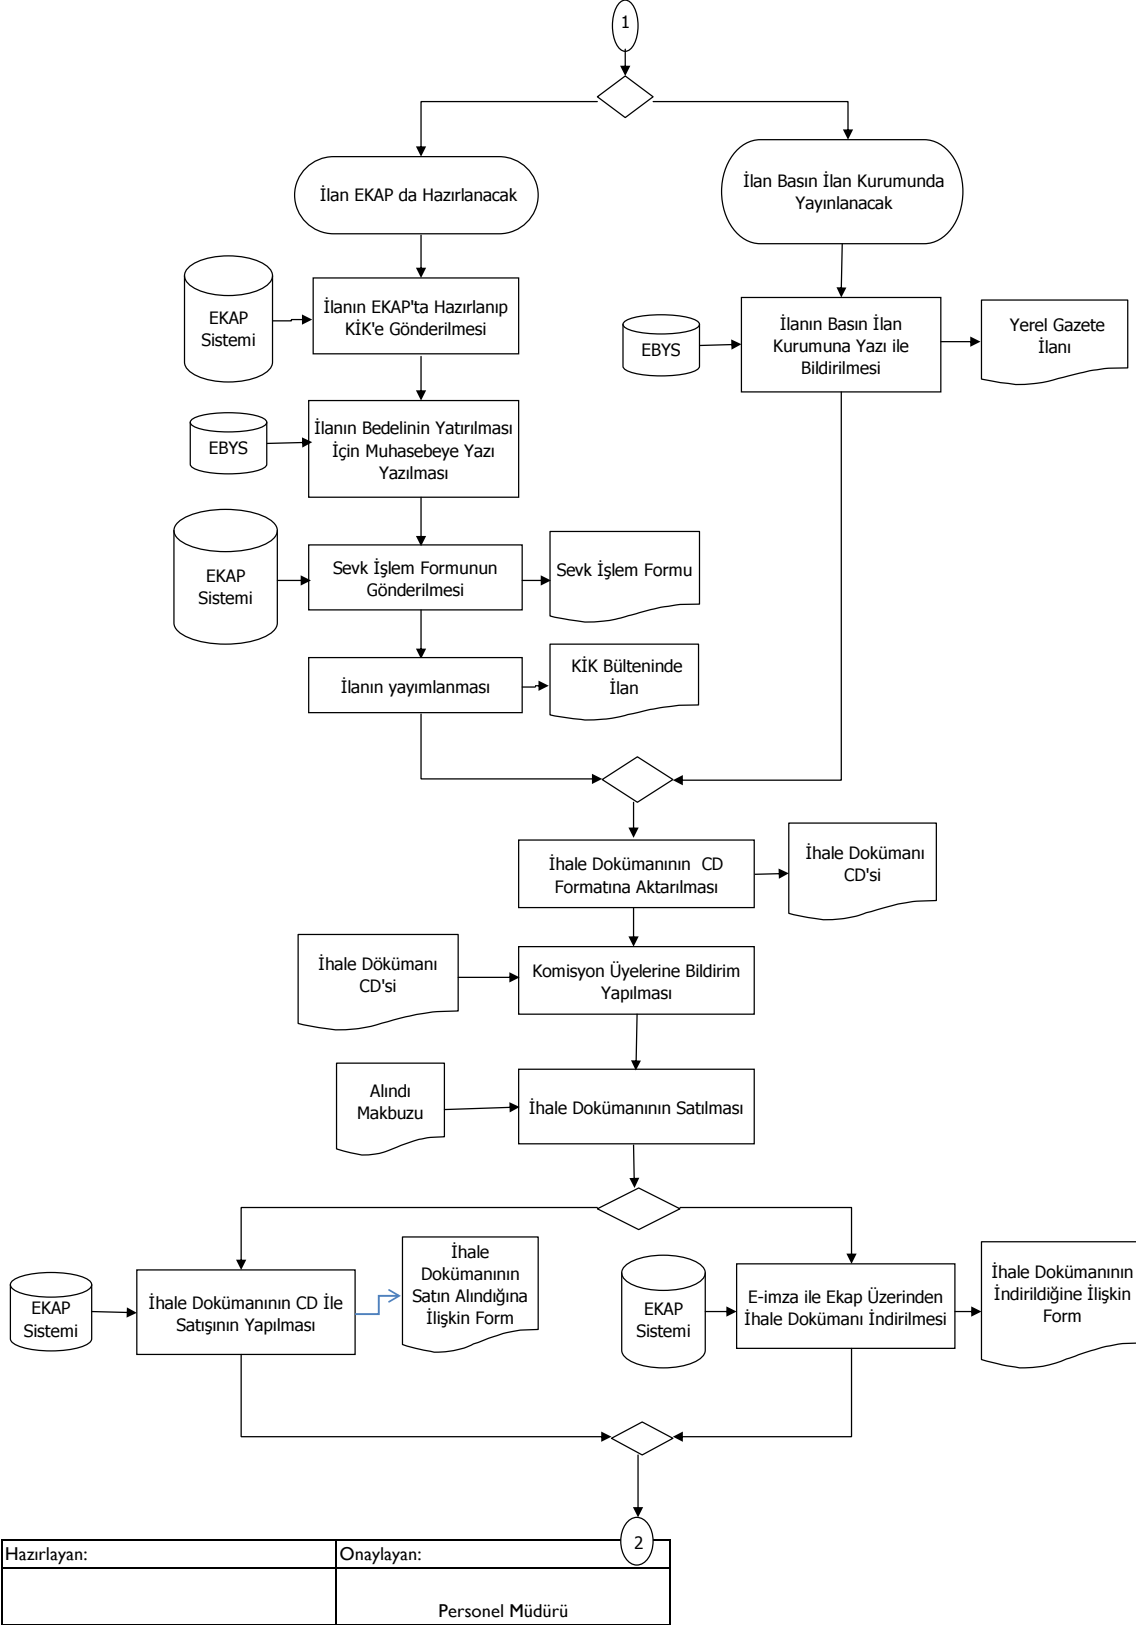 1
İlan EKAP da Hazırlanacak
İlan Basın İlan Kurumunda
Yayınlanacak
EKAP
Sistemi
İlanın EKAP'ta Hazırlanıp
KİK'e Gönderilmesi
EBYS
İlanın Basın İlan
Kurumuna Yazı ile
Bildirilmesi
Yerel Gazete
İlanı
EBYS
İlanın Bedelinin Yatırılması
İçin Muhasebeye Yazı
Yazılması
EKAP
Sistemi
Sevk İşlem Formunun
Gönderilmesi
Sevk İşlem Formu
İlanın yayımlanması
KİK Bülteninde
İlan
İhale Dokümanının  CD
Formatına Aktarılması
İhale Dokümanı
CD'si
İhale Dökümanı
CD'si
Komisyon Üyelerine Bildirim
Yapılması
Alındı
Makbuzu
İhale Dokümanının Satılması
EKAP
Sistemi
İhale Dokümanının CD İle
Satışının Yapılması
İhale
Dokümanının
Satın Alındığına
İlişkin Form
EKAP
Sistemi
E-imza ile Ekap Üzerinden
İhale Dokümanı İndirilmesi
İhale Dokümanının
İndirildiğine İlişkin
Form
2
Hazırlayan:
Onaylayan:
Personel Müdürü